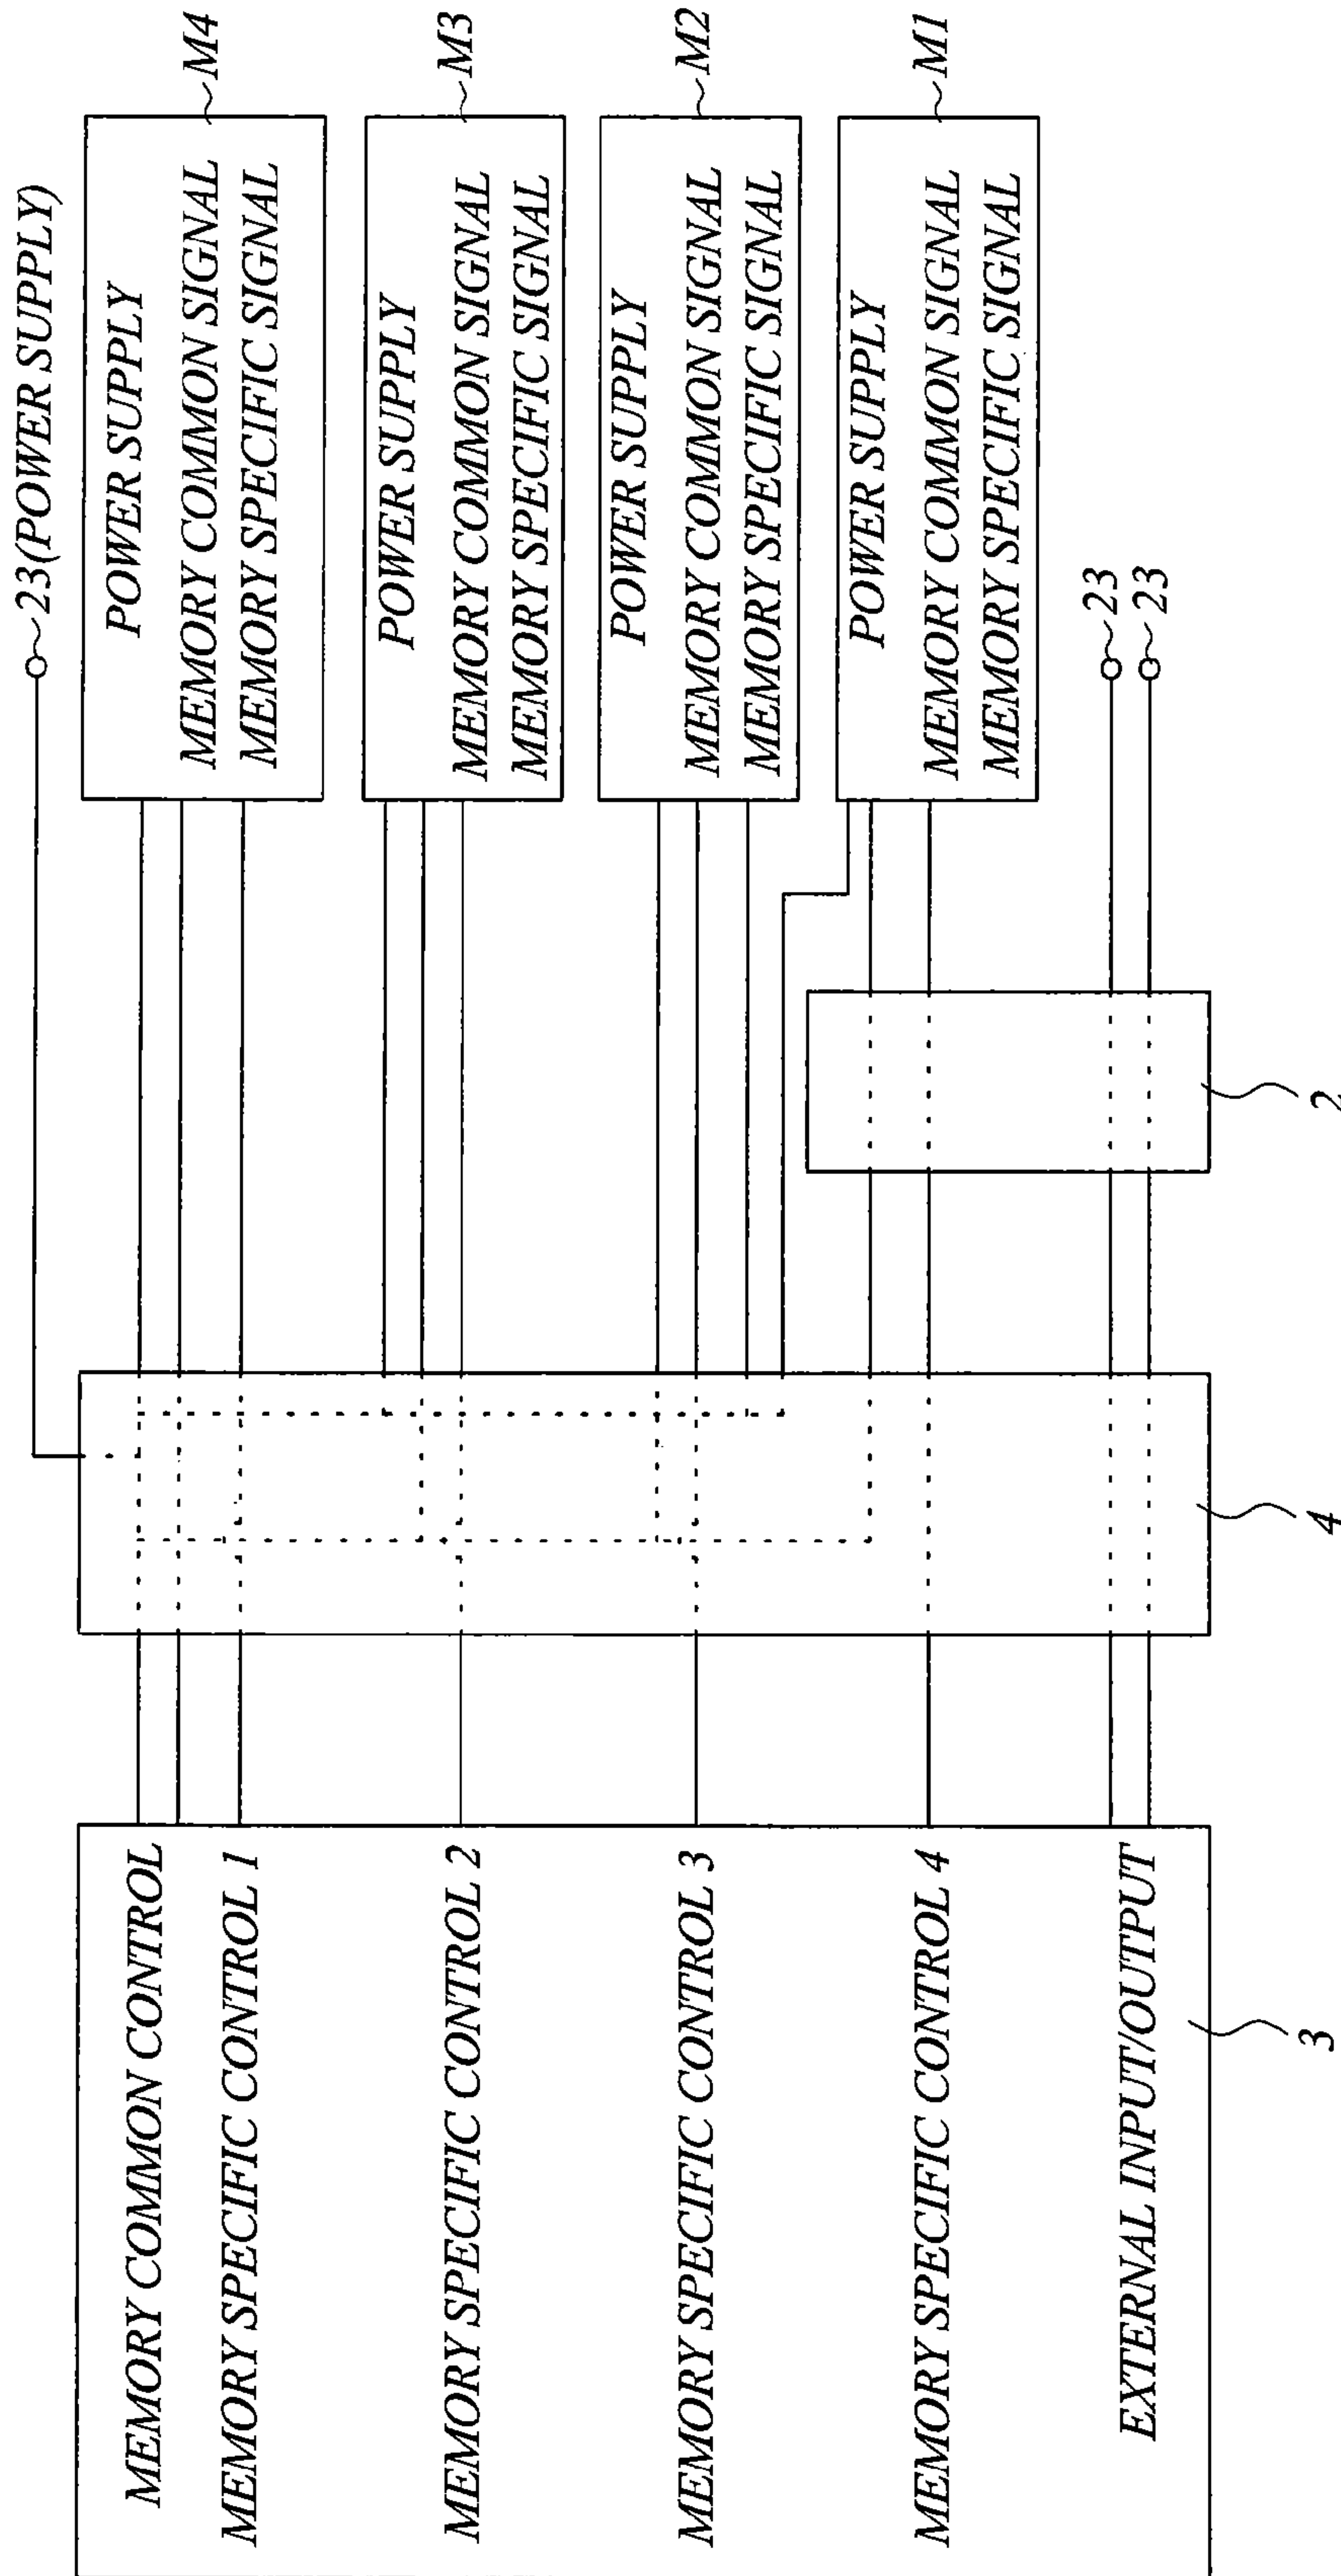 23(POWER SUPPLY)
POWER SUPPLY
MEMORY COMMON SIGNAL
MEMORY SPECIFIC SIGNAL
M4
POWER SUPPLY
MEMORY COMMON SIGNAL
MEMORY SPECIFIC SIGNAL
M3
POWER SUPPLY
MEMORY COMMON SIGNAL
MEMORY SPECIFIC SIGNAL
M2
POWER SUPPLY
MEMORY COMMON SIGNAL
MEMORY SPECIFIC SIGNAL
M1
23
23
2
4
MEMORY COMMON CONTROL
MEMORY SPECIFIC CONTROL 1
MEMORY SPECIFIC CONTROL 2
MEMORY SPECIFIC CONTROL 3
MEMORY SPECIFIC CONTROL 4
EXTERNAL INPUT/OUTPUT
3